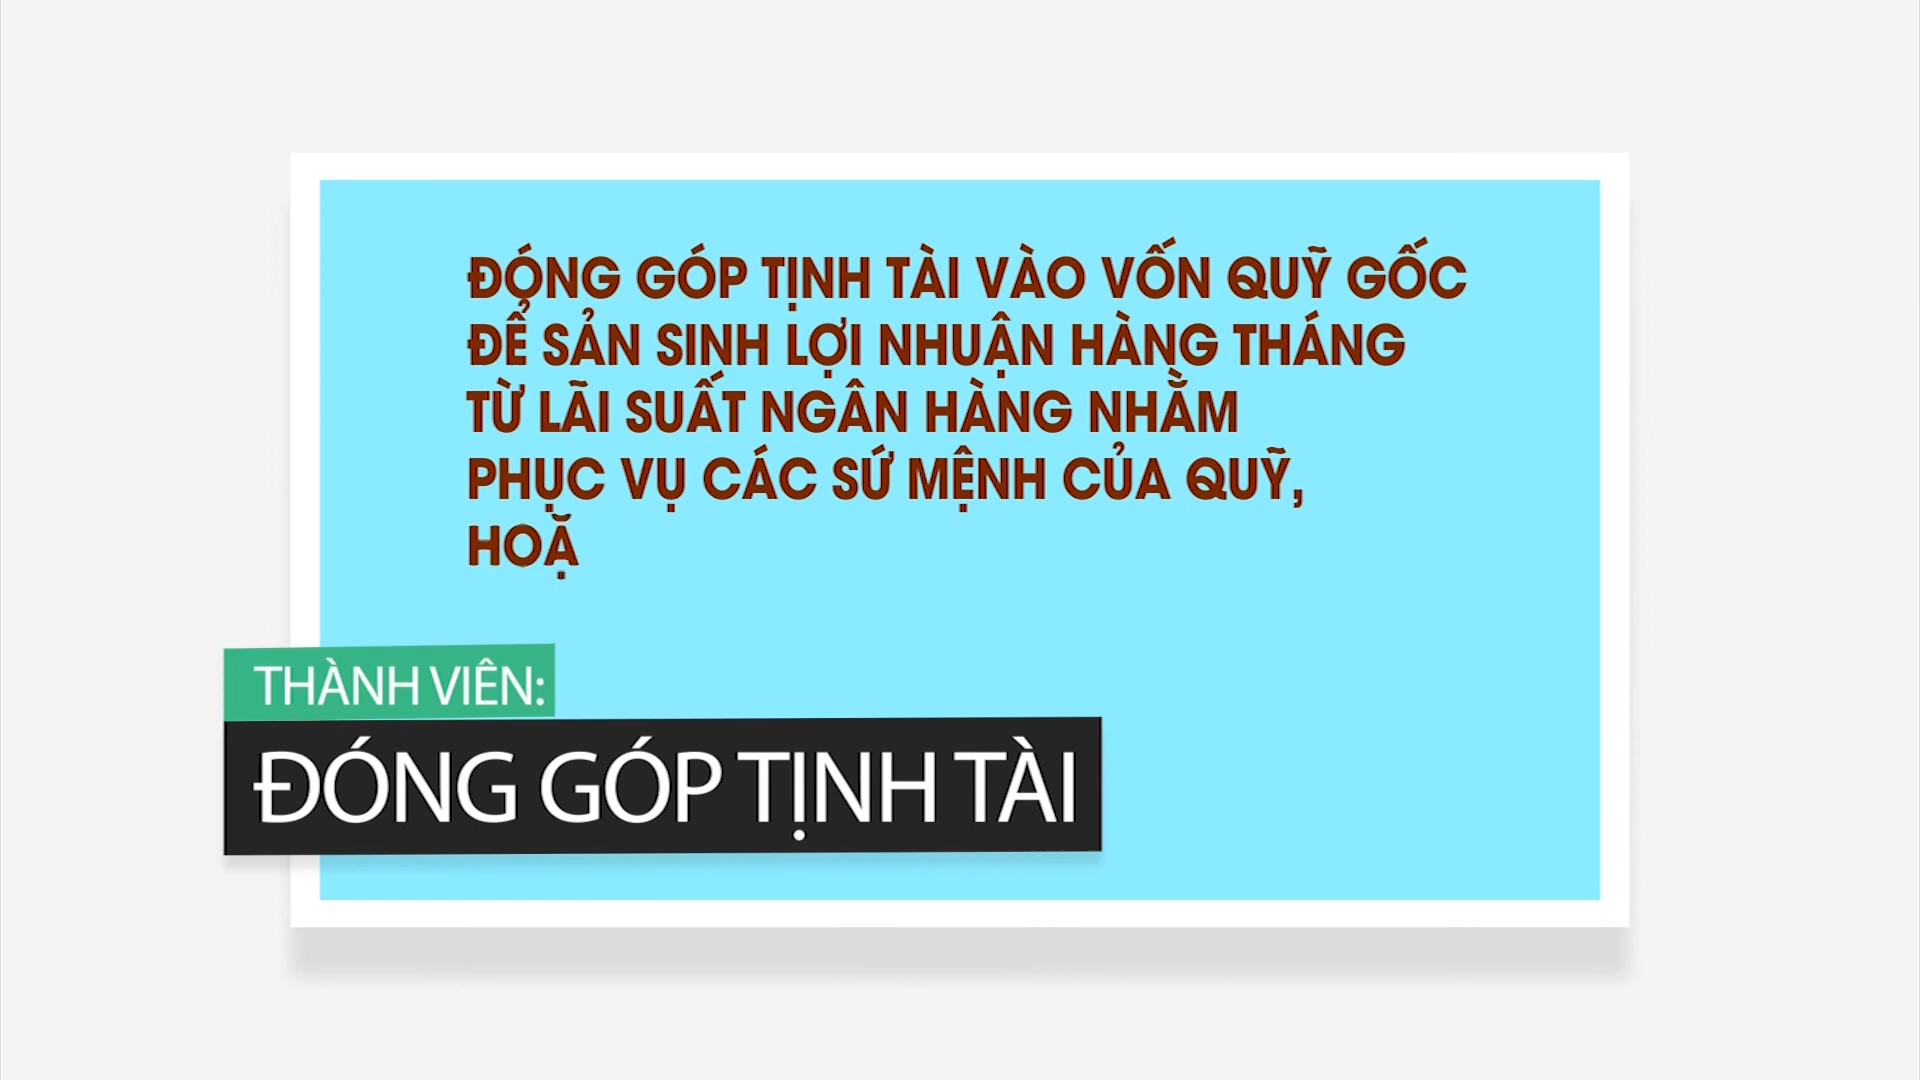 ĐÓNG GÓP TỊNH TÀI VÀO VỐN QUỸ GỐC
ĐỂ SẢN SINH LỢI NHUẬN HÀNG THÁNG
TỪ LÃI SUẤT NGÂN HÀNG NHẰM
PHỤC VỤ CÁC SỨ MỆNH CỦA QUỸ,
HOẶ
THÀNH VIÊN:
ĐÓNG GÓP TỊNH TÀI